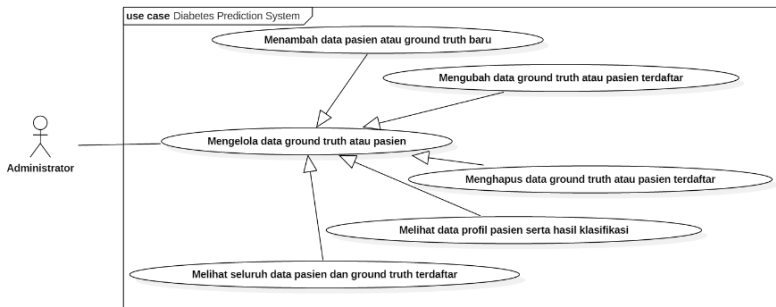 use case Diabetes Prediction System
Menambah data pasien atau ground truth baru
Mengubah data ground truth atau pasien terdaftar
Mengelola data ground truth atau pasien
Administrator
Menghapus data ground truth atau pasien terdaftar
Melihat data profil pasien serta hasil klasifikasi
Melihat seluruh data pasien dan ground truth terdaftar